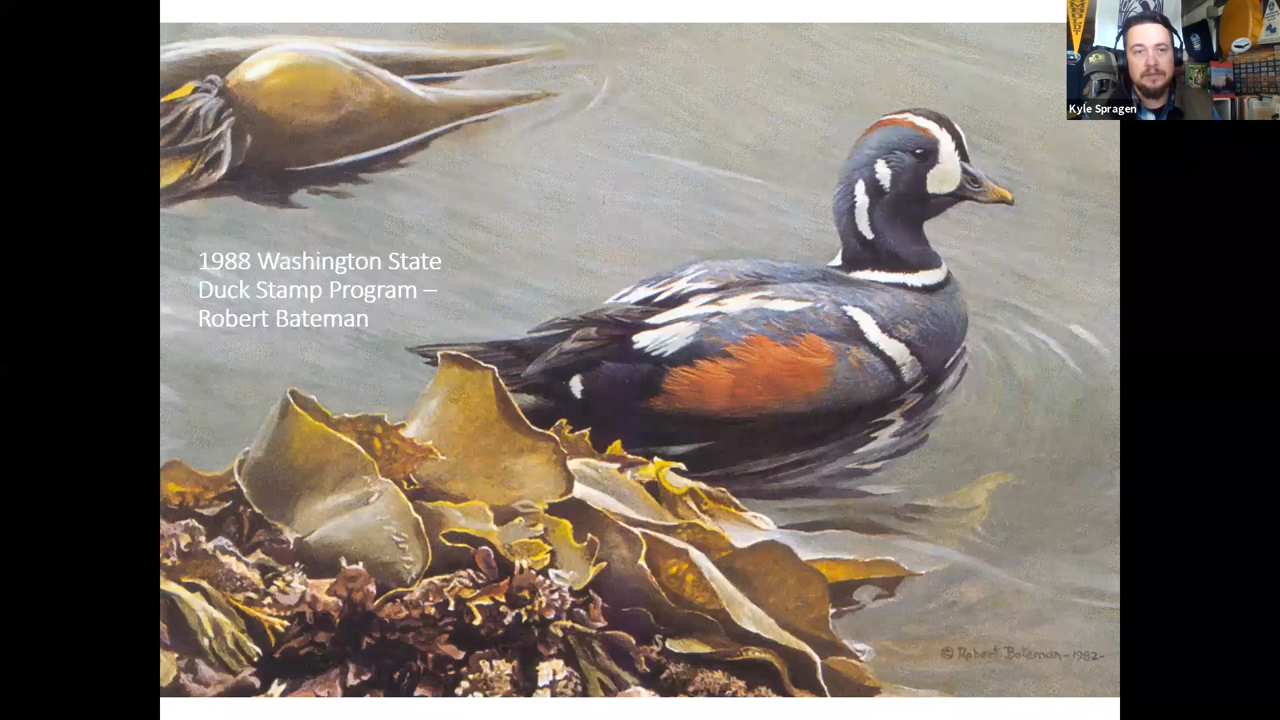 1988 Washington State
Duck Stamp Program –
Robert Bateman
Kyle Spragen
© Robert Bateman - 1982 -